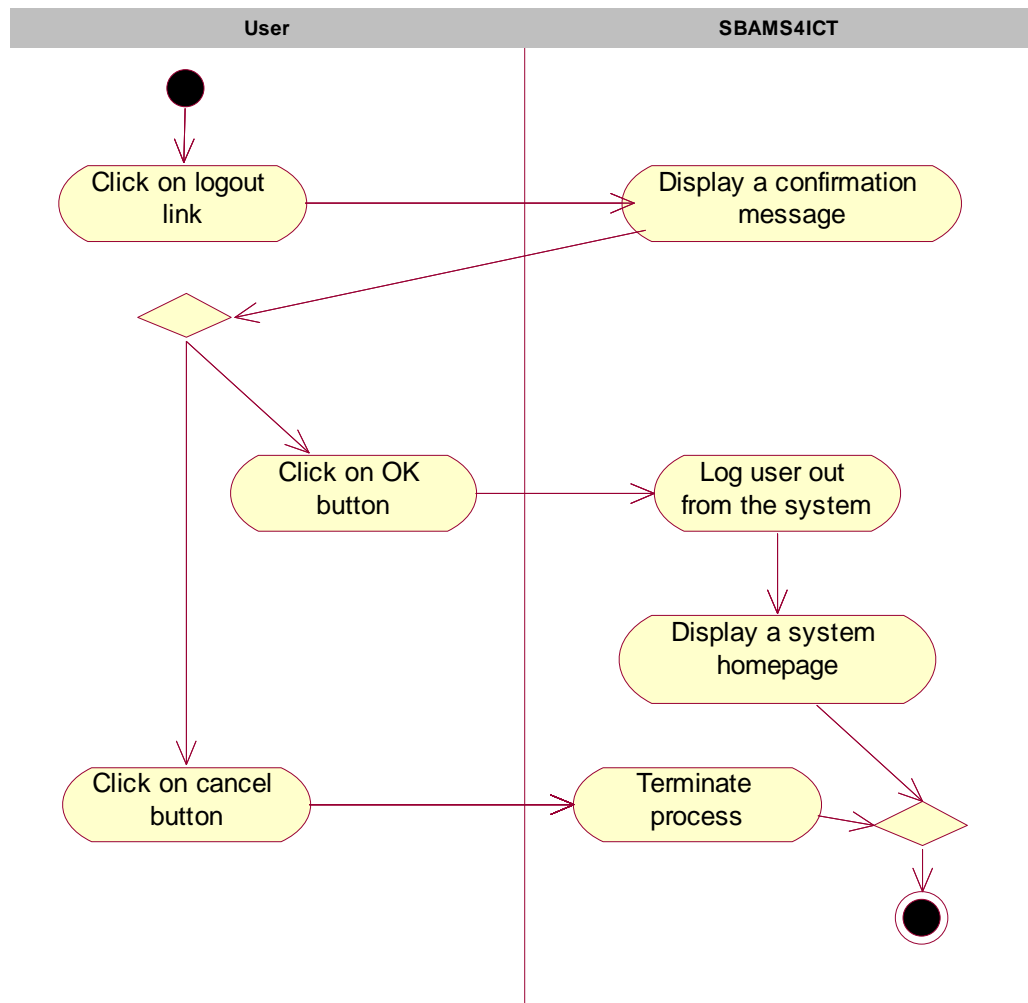 User
SBAMS4ICT
Click on logout
link
Display a confirmation
message
Click on OK
button
Log user out
from the system
Display a system
homepage
Click on cancel
button
Terminate
process